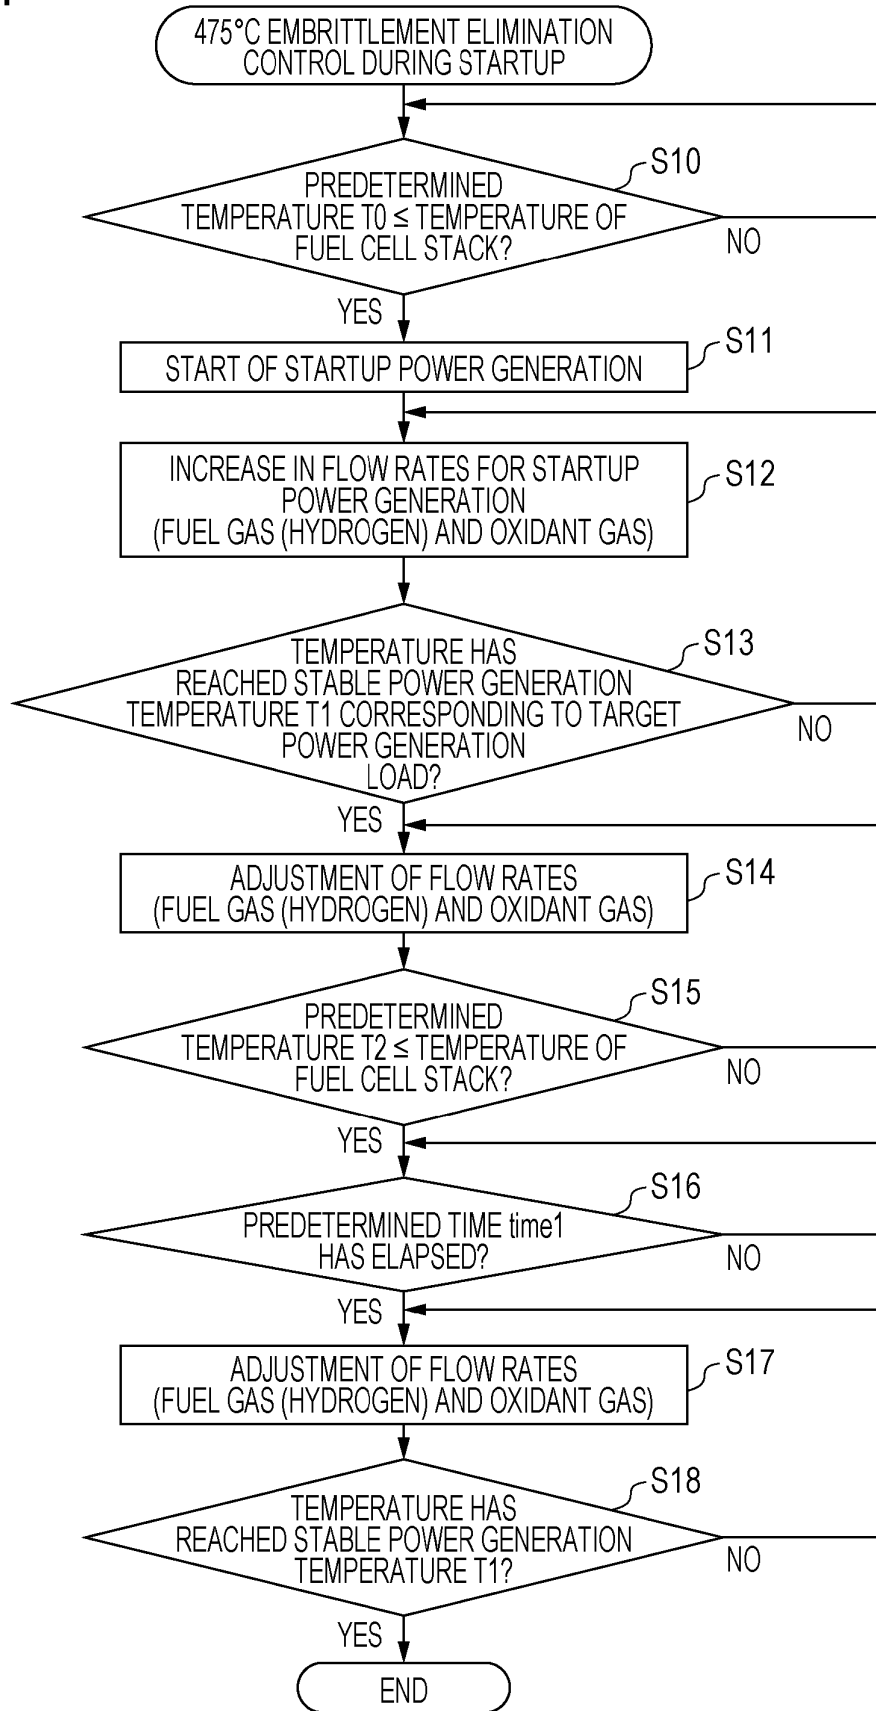 475°C EMBRITTLEMENT ELIMINATION
CONTROL DURING STARTUP
S10
PREDETERMINED
TEMPERATURE T0 ≤ TEMPERATURE OF
FUEL CELL STACK?
NO
YES
S11
START OF STARTUP POWER GENERATION
S12
INCREASE IN FLOW RATES FOR STARTUP
POWER GENERATION
(FUEL GAS (HYDROGEN) AND OXIDANT GAS)
S13
TEMPERATURE HAS
REACHED STABLE POWER GENERATION
TEMPERATURE T1 CORRESPONDING TO TARGET
POWER GENERATION
LOAD?
NO
YES
S14
ADJUSTMENT OF FLOW RATES
(FUEL GAS (HYDROGEN) AND OXIDANT GAS)
S15
PREDETERMINED
TEMPERATURE T2 ≤ TEMPERATURE OF
FUEL CELL STACK?
NO
YES
S16
PREDETERMINED TIME time1
HAS ELAPSED?
NO
YES
S17
ADJUSTMENT OF FLOW RATES
(FUEL GAS (HYDROGEN) AND OXIDANT GAS)
S18
TEMPERATURE HAS
REACHED STABLE POWER GENERATION
TEMPERATURE T1?
NO
YES
END